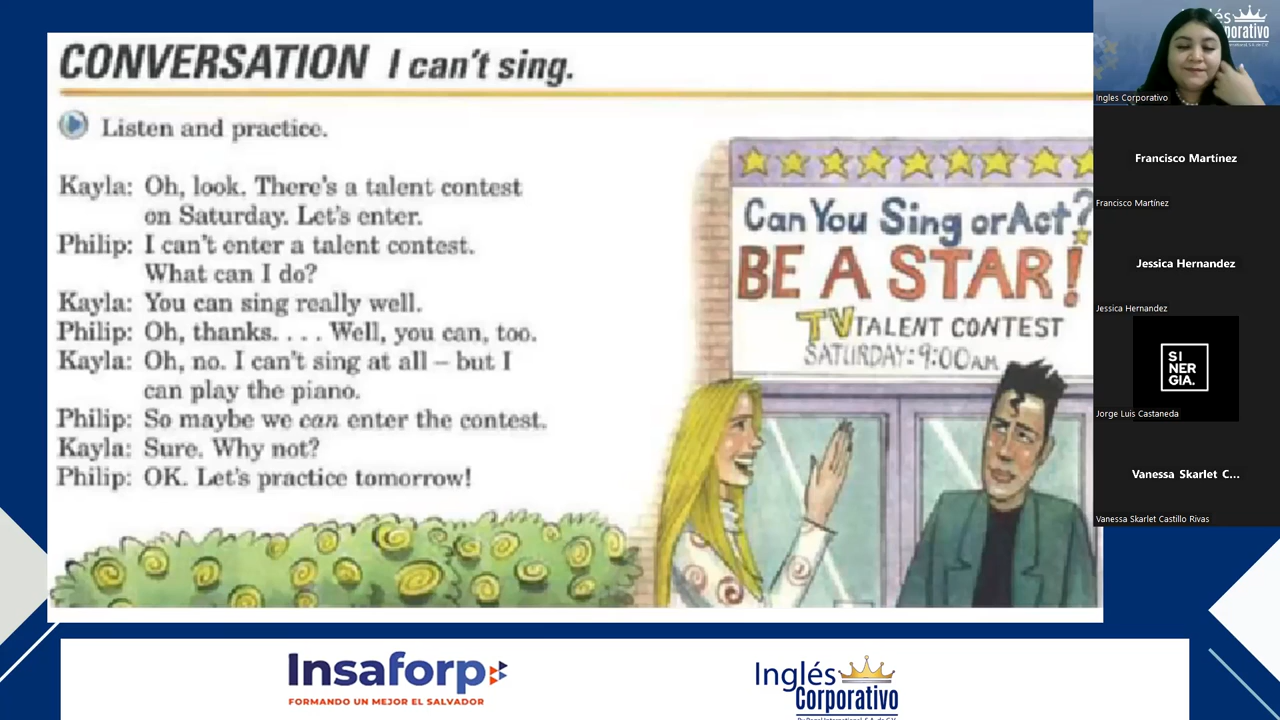 CONVERSATION I can't sing.
Listen and practice.
Kayla: Oh, look. There's a talent contest
on Saturday. Let's enter.
Philip: I can't enter a talent contest.
What can I do?
Kayla: You can sing really well.
Philip: Oh, thanks. . . . Well, you can, too.
Kayla: Oh, no. I can't sing at all – but I
can play the piano.
Philip: So maybe we can enter the contest.
Kayla: Sure. Why not?
Philip: OK. Let's practice tomorrow!
Can You Sing or Act?
BE A STAR!
TV TALENT CONTEST
SATURDAY: 9:00 AM
Insaforp
FORMANDO UN MEJOR EL SALVADOR
Inglés
Corporativo
Ingles Corporativo
Francisco Martínez
Francisco Martínez
Jessica Hernandez
Jessica Hernandez
SI
NER
GIA.
Jorge Luis Castaneda
Vanessa Skarlet C...
Vanessa Skarlet Castillo Rivas